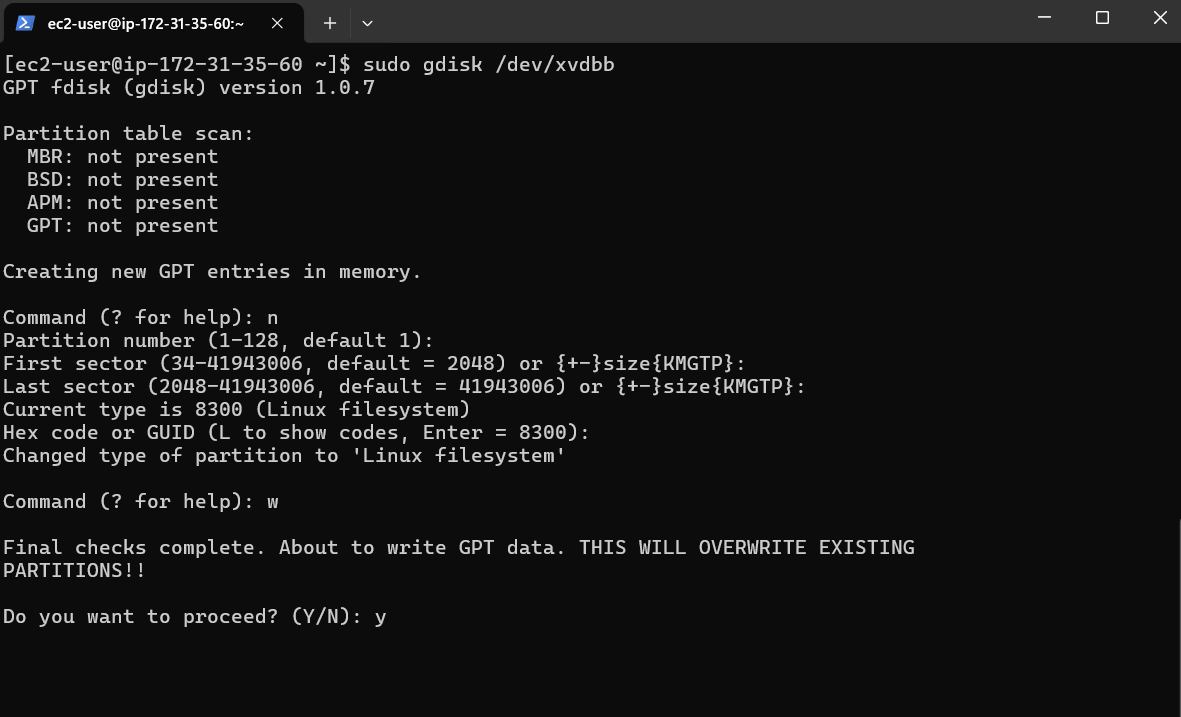 ec2-user@ip-172-31-35-60:~
[ec2-user@ip-172-31-35-60 ~]$ sudo gdisk /dev/xvdbb
GPT fdisk (gdisk) version 1.0.7
Partition table scan:
  MBR: not present
  BSD: not present
  APM: not present
  GPT: not present
Creating new GPT entries in memory.
Command (? for help): n
Partition number (1-128, default 1):
First sector (34-41943006, default = 2048) or {+-}size{KMGTP}:
Last sector (2048-41943006, default = 41943006) or {+-}size{KMGTP}:
Current type is 8300 (Linux filesystem)
Hex code or GUID (L to show codes, Enter = 8300):
Changed type of partition to 'Linux filesystem'
Command (? for help): w
Final checks complete. About to write GPT data. THIS WILL OVERWRITE EXISTING
PARTITIONS!!
Do you want to proceed? (Y/N): y